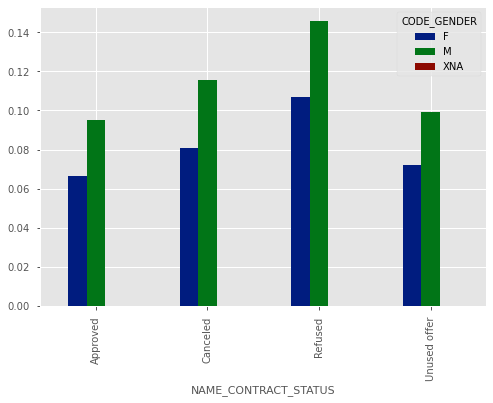 CODE_GENDER
F
M
XNA
0.14
0.12
0.10
0.08
0.06
0.04
0.02
0.00
Approved
Canceled
Refused
Unused offer
NAME_CONTRACT_STATUS